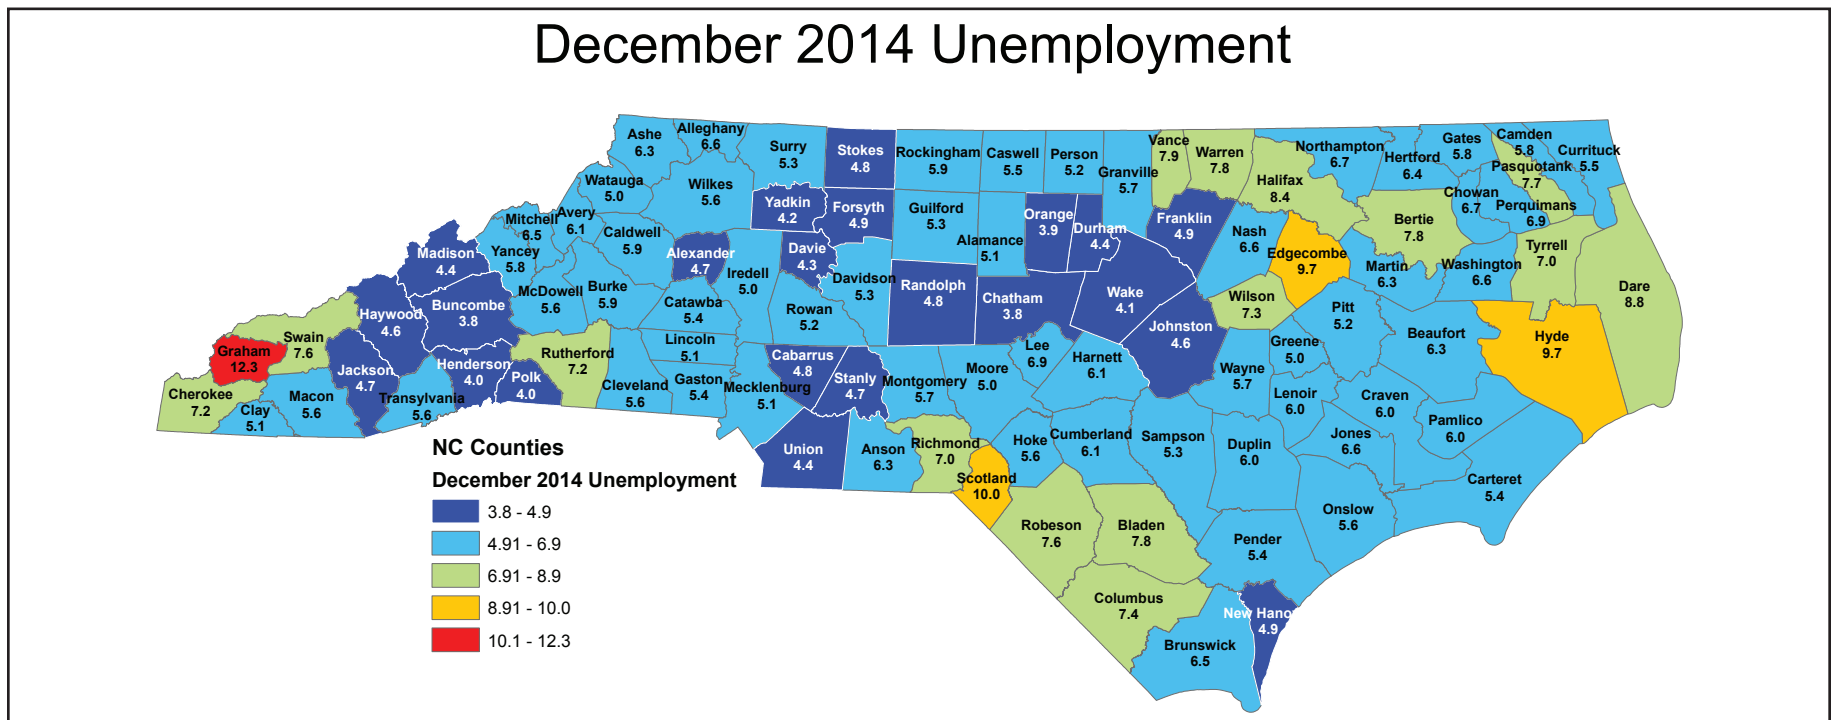 December 2014 Unemployment
Ashe
6.3
Alleghany
6.6
Surry
5.3
Stokes
4.8
Rockingham
5.9
Caswell
5.5
Person
5.2
Granville
5.7
Vance
7.9
Warren
7.8
Halifax
8.4
Northampton
6.7
Hertford
6.4
Gates
5.8
Camden
5.8
Currituck
5.5
Pasquotank
7.7
Chowan
6.7
Perquimans
6.9
Watauga
5.0
Wilkes
5.6
Yadkin
4.2
Forsyth
4.9
Guilford
5.3
Alamance
5.1
Orange
3.9
Durham
4.4
Franklin
4.9
Nash
6.6
Edgecombe
9.7
Bertie
7.8
Martin
6.3
Washington
6.6
Tyrrell
7.0
Dare
8.8
Mitchell
6.5
Avery
6.1
Caldwell
5.9
Alexander
4.7
Iredell
5.0
Davie
4.3
Davidson
5.3
Randolph
4.8
Chatham
3.8
Wake
4.1
Johnston
4.6
Wilson
7.3
Pitt
5.2
Beaufort
6.3
Hyde
9.7
Madison
4.4
Yancey
5.8
McDowell
5.6
Burke
5.9
Catawba
5.4
Rowan
5.2
Haywood
4.6
Buncombe
3.8
Swain
7.6
Graham
12.3
Cherokee
7.2
Clay
5.1
Macon
5.6
Jackson
4.7
Transylvania
5.6
Henderson
4.0
Polk
4.0
Rutherford
7.2
Cleveland
5.6
Lincoln
5.1
Gaston
5.4
Mecklenburg
5.1
Cabarrus
4.8
Stanly
4.7
Montgomery
5.7
Moore
5.0
Lee
6.9
Harnett
6.1
Wayne
5.7
Greene
5.0
Lenoir
6.0
Craven
6.0
Pamlico
6.0
Jones
6.6
Carteret
5.4
Onslow
5.6
Duplin
6.0
Sampson
5.3
Cumberland
6.1
Hoke
5.6
Scotland
10.0
Richmond
7.0
Anson
6.3
Union
4.4
Robeson
7.6
Bladen
7.8
Columbus
7.4
Pender
5.4
New Hano
4.9
Brunswick
6.5
NC Counties
December 2014 Unemployment
3.8 - 4.9
4.91 - 6.9
6.91 - 8.9
8.91 - 10.0
10.1 - 12.3